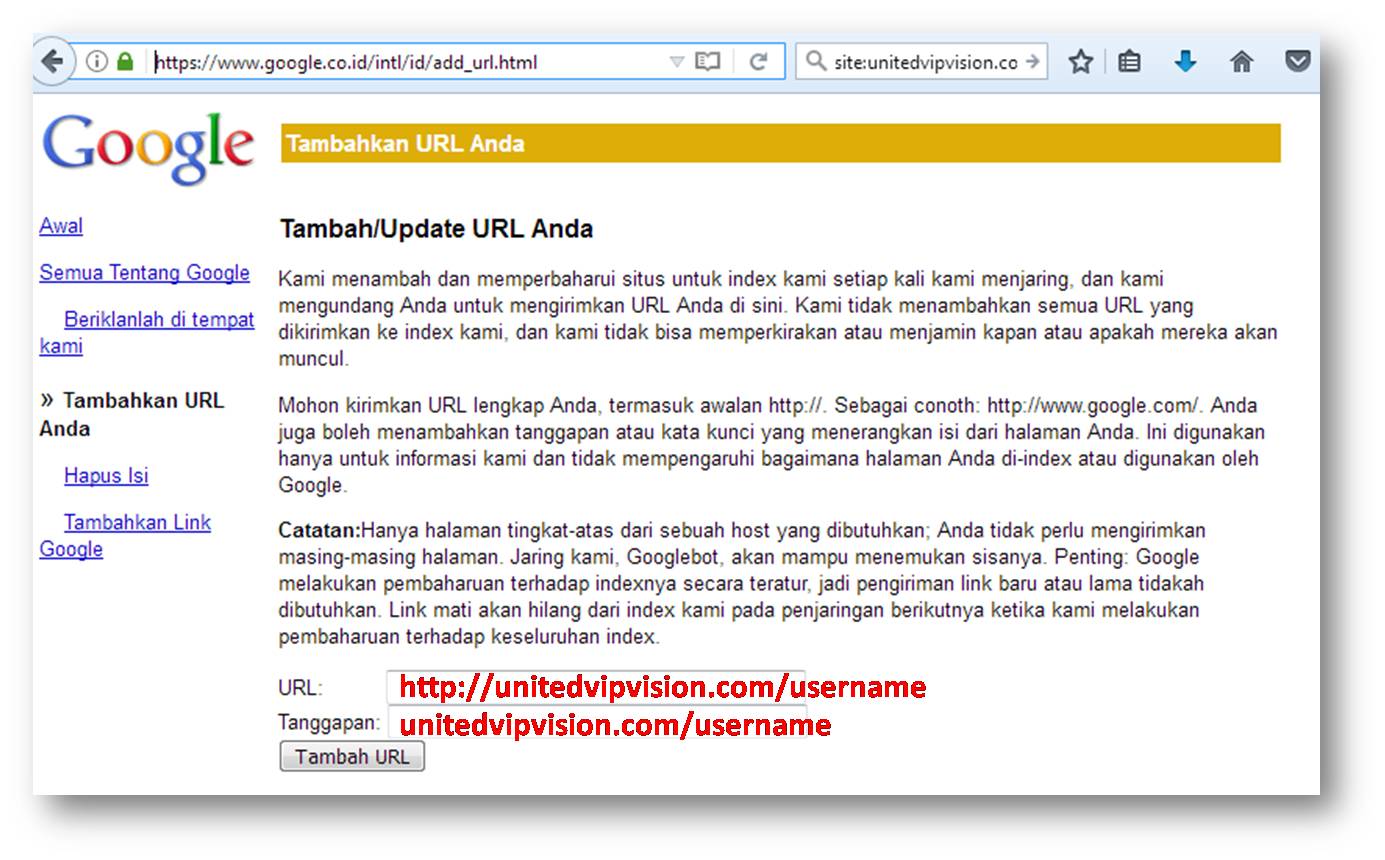 https://www.google.co.id/intl/id/add_url.html
site:unitedvipvision.co
Google
Tambahkan URL Anda
Awal
Semua Tentang Google
Beriklanlah di tempat
kami
» Tambahkan URL
Anda
Hapus Isi
Tambahkan Link
Google
Tambah/Update URL Anda
Kami menambah dan memperbaharui situs untuk index kami setiap kali kami menjaring, dan kami
mengundang Anda untuk mengirimkan URL Anda di sini. Kami tidak menambahkan semua URL yang
dikirimkan ke index kami, dan kami tidak bisa memperkirakan atau menjamin kapan atau apakah mereka akan
muncul.
Mohon kirimkan URL lengkap Anda, termasuk awalan http://. Sebagai conoth: http://www.google.com/. Anda
juga boleh menambahkan tanggapan atau kata kunci yang menerangkan isi dari halaman Anda. Ini digunakan
hanya untuk informasi kami dan tidak mempengaruhi bagaimana halaman Anda di-index atau digunakan oleh
Google.
Catatan:Hanya halaman tingkat-atas dari sebuah host yang dibutuhkan; Anda tidak perlu mengirimkan
masing-masing halaman. Jaring kami, Googlebot, akan mampu menemukan sisanya. Penting: Google
melakukan pembaharuan terhadap indexnya secara teratur, jadi pengiriman link baru atau lama tidakah
dibutuhkan. Link mati akan hilang dari index kami pada penjaringan berikutnya ketika kami melakukan
pembaharuan terhadap keseluruhan index.
URL: http://unitedvipvision.com/username
Tanggapan: unitedvipvision.com/username
Tambah URL